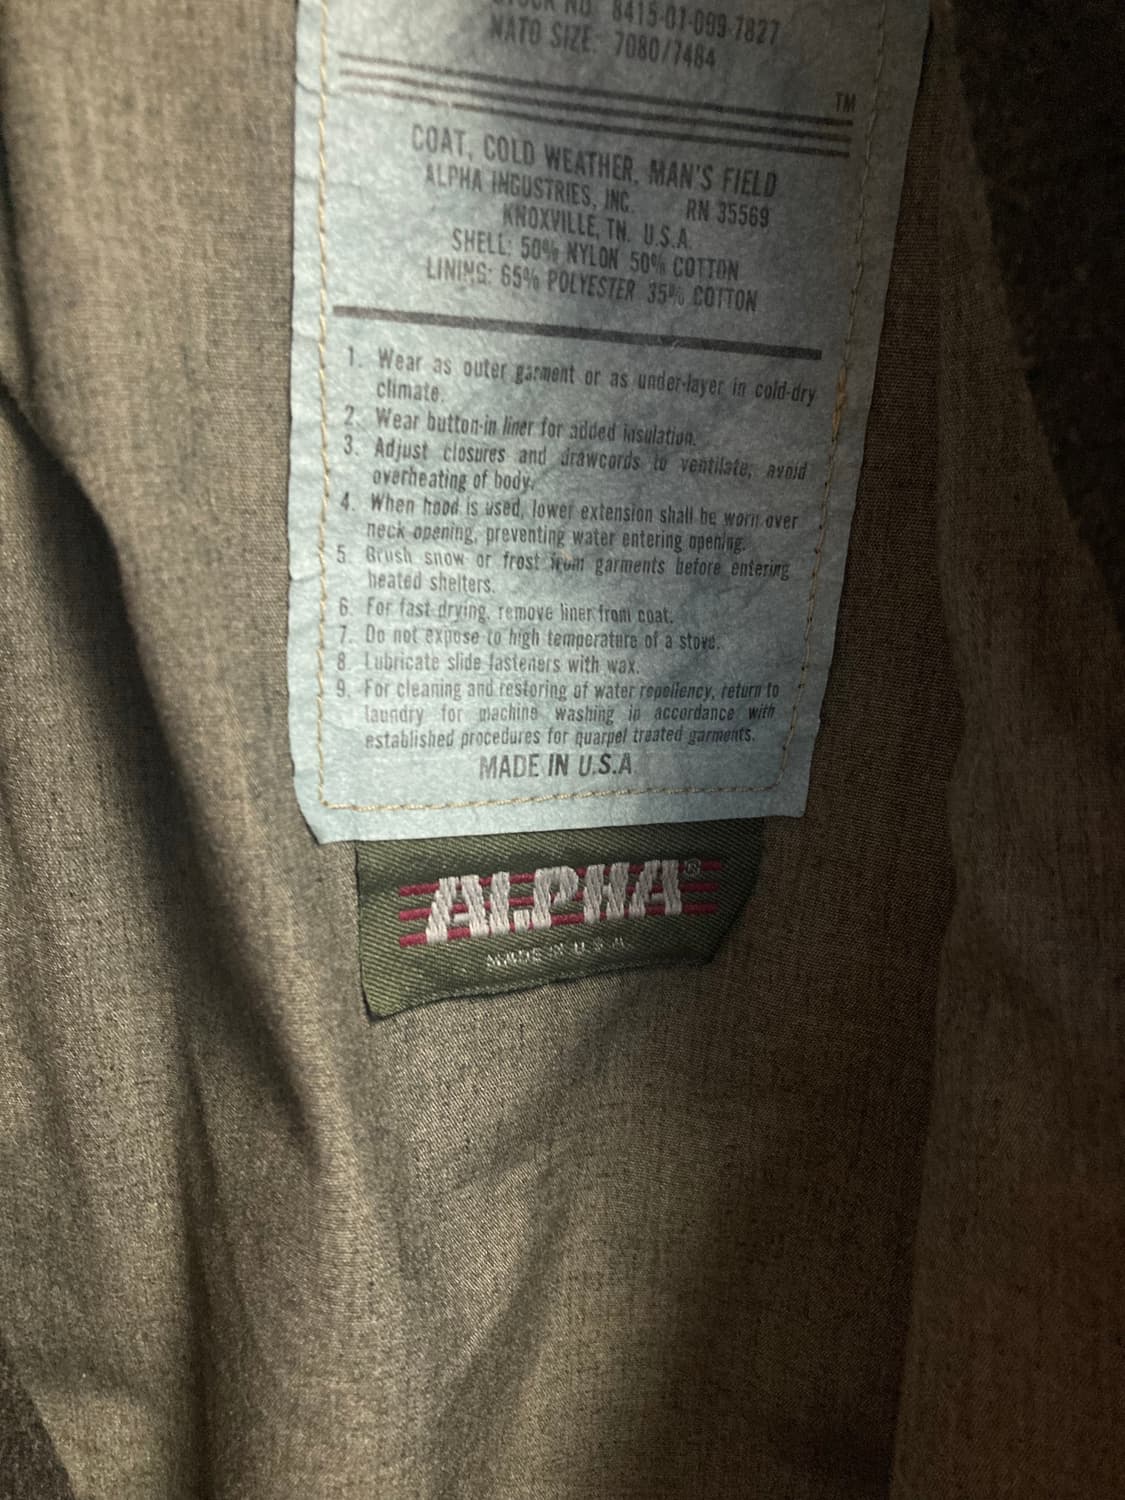 STOCK NO. 8415-01-099-7827
NATO SIZE: 7080/7484
TM
COAT, COLD WEATHER, MAN'S FIELD
ALPHA INGUSTRIES, INC. RN 35569
KNOXVILLE, TN. U.S.A.
SHELL: 50% NYLON 50% COTTON
LINING: 65% POLYESTER 35% COTTON
1. Wear as outer garment or as under-layer in cold-dry
climate.
2. Wear button-in liner for added insulation.
3. Adjust closures and drawcords to ventilate, avoid
overheating of body.
4. When hood is used, lower extension shall be worn over
neck opening, preventing water entering opening.
5. Brush snow or frost from garments before entering
heated shelters.
6. For fast drying, remove liner from coat.
7. Do not expose to high temperature of a stove.
8. Lubricate slide fasteners with wax.
9. For cleaning and restoring of water repellency, return to
laundry for machine washing in accordance with
established procedures for quarpel treated garments.
MADE IN U.S.A
ALPHA®
MADE IN U.S.A.